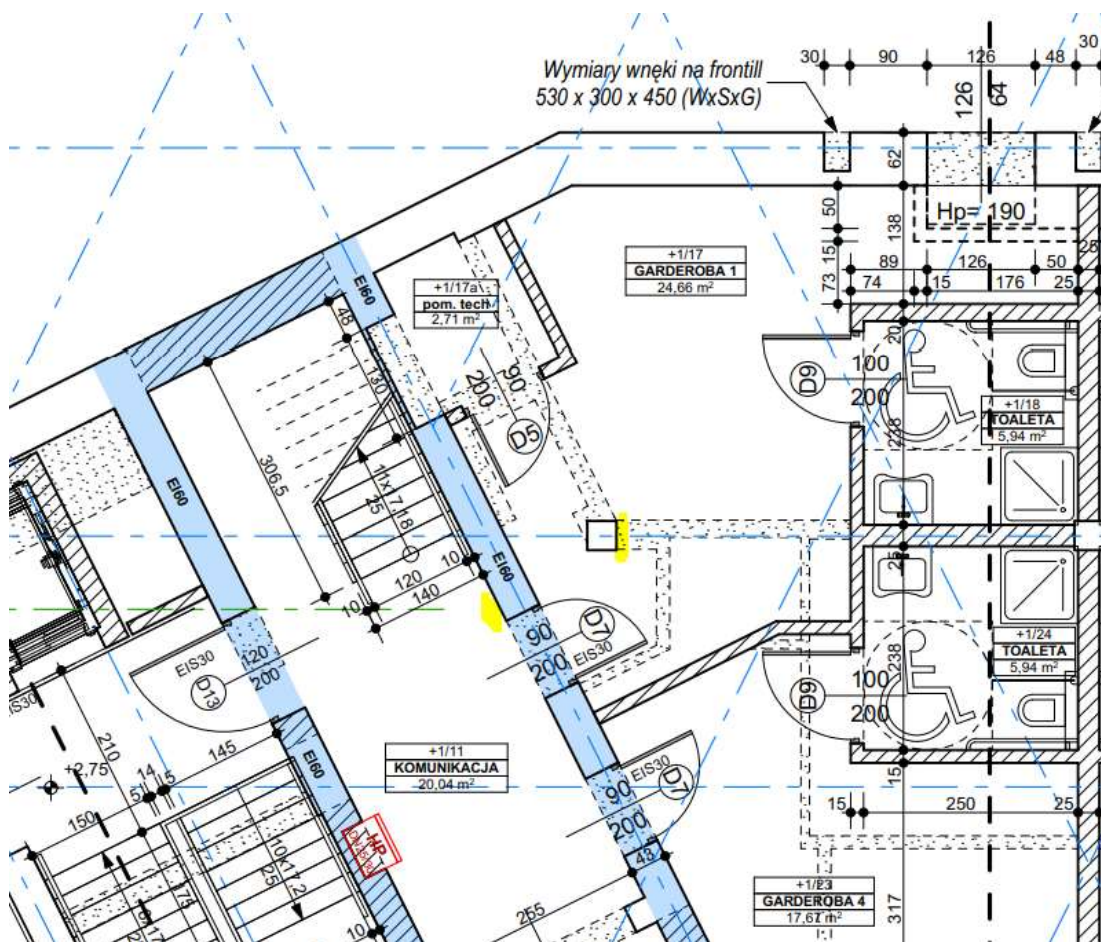 30
90
126
48
30
Wymiary wnęki na frontill
530 x 300 x 450 (WxSxG)
126
64
62
50
138
Hp= 190
15
73
25
89
126
50
74
15
176
25
+1/17
GARDEROBA 1
24,66 m²
+1/17a
pom. tech
2,71 m²
EI60
48
130
90
200
D5
20
D9
100
200
238
+1/18
TOALETA
5,94 m²
EI60
306,5
11x17,18
25
10
120
140
10
EI60
25
90
200
D7
EIS30
EIS30
D13
120
200
+1/24
TOALETA
5,94 m²
238
D9
100
200
EIS30
210
+2,75
14
5
15
145
150
EI60
+1/11
KOMUNIKACJA
20,04 m²
EIS30
D7
90
200
43
15
15
250
25
HP
10x17,2
25
175
10
255
+1/23
GARDEROBA 4
17,67 m²
317